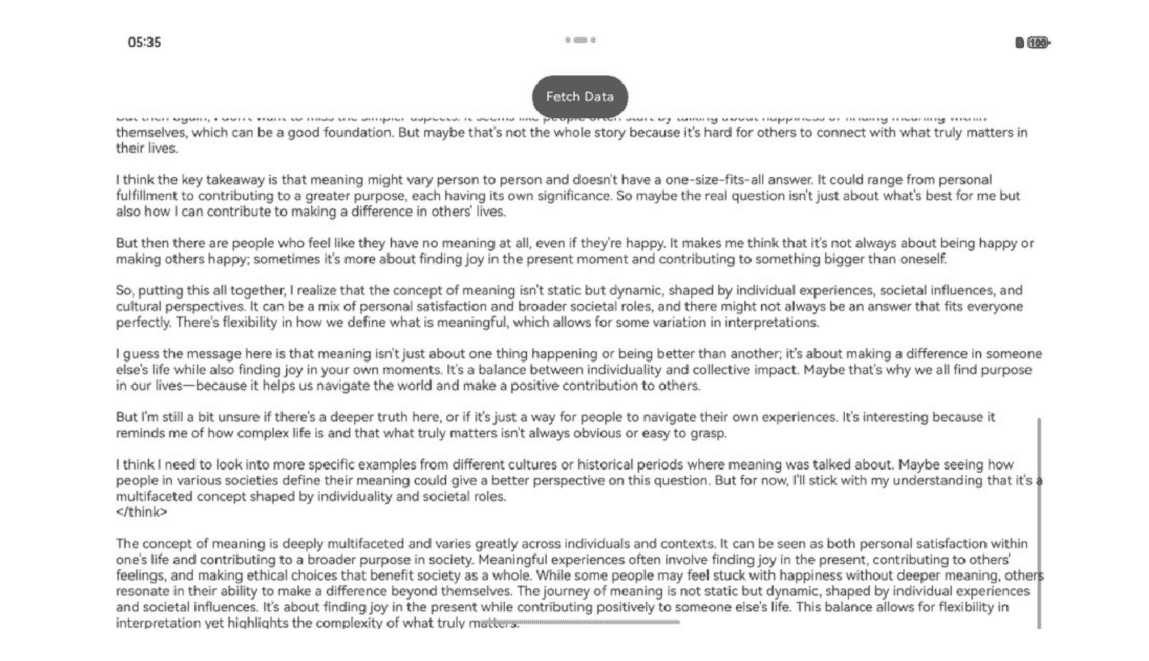 05:35
100
Fetch Data
But then again, I don't want to miss the simpler aspects. It seems like people often start by talking about happiness or finding meaning within
themselves, which can be a good foundation. But maybe that's not the whole story because it's hard for others to connect with what truly matters in
their lives.
I think the key takeaway is that meaning might vary person to person and doesn't have a one-size-fits-all answer. It could range from personal
fulfillment to contributing to a greater purpose, each having its own significance. So maybe the real question isn't just about what's best for me but
also how I can contribute to making a difference in others' lives.
But then there are people who feel like they have no meaning at all, even if they're happy. It makes me think that it's not always about being happy or
making others happy; sometimes it's more about finding joy in the present moment and contributing to something bigger than oneself.
So, putting this all together, I realize that the concept of meaning isn't static but dynamic, shaped by individual experiences, societal influences, and
cultural perspectives. It can be a mix of personal satisfaction and broader societal roles, and there might not always be an answer that fits everyone
perfectly. There's flexibility in how we define what is meaningful, which allows for some variation in interpretations.
I guess the message here is that meaning isn't just about one thing happening or being better than another; it's about making a difference in someone
else's life while also finding joy in your own moments. It's a balance between individuality and collective impact. Maybe that's why we all find purpose
in our lives—because it helps us navigate the world and make a positive contribution to others.
But I'm still a bit unsure if there's a deeper truth here, or if it's just a way for people to navigate their own experiences. It's interesting because it
reminds me of how complex life is and that what truly matters isn't always obvious or easy to grasp.
I think I need to look into more specific examples from different cultures or historical periods where meaning was talked about. Maybe seeing how
people in various societies define their meaning could give a better perspective on this question. But for now, I'll stick with my understanding that it's a
multifaceted concept shaped by individuality and societal roles.
</think>
The concept of meaning is deeply multifaceted and varies greatly across individuals and contexts. It can be seen as both personal satisfaction within
one's life and contributing to a broader purpose in society. Meaningful experiences often involve finding joy in the present, contributing to others'
feelings, and making ethical choices that benefit society as a whole. While some people may feel stuck with happiness without deeper meaning, others
resonate in their ability to make a difference beyond themselves. The journey of meaning is not static but dynamic, shaped by individual experiences
and societal influences. It's about finding joy in the present while contributing positively to someone else's life. This balance allows for flexibility in
interpretation yet highlights the complexity of what truly matters.